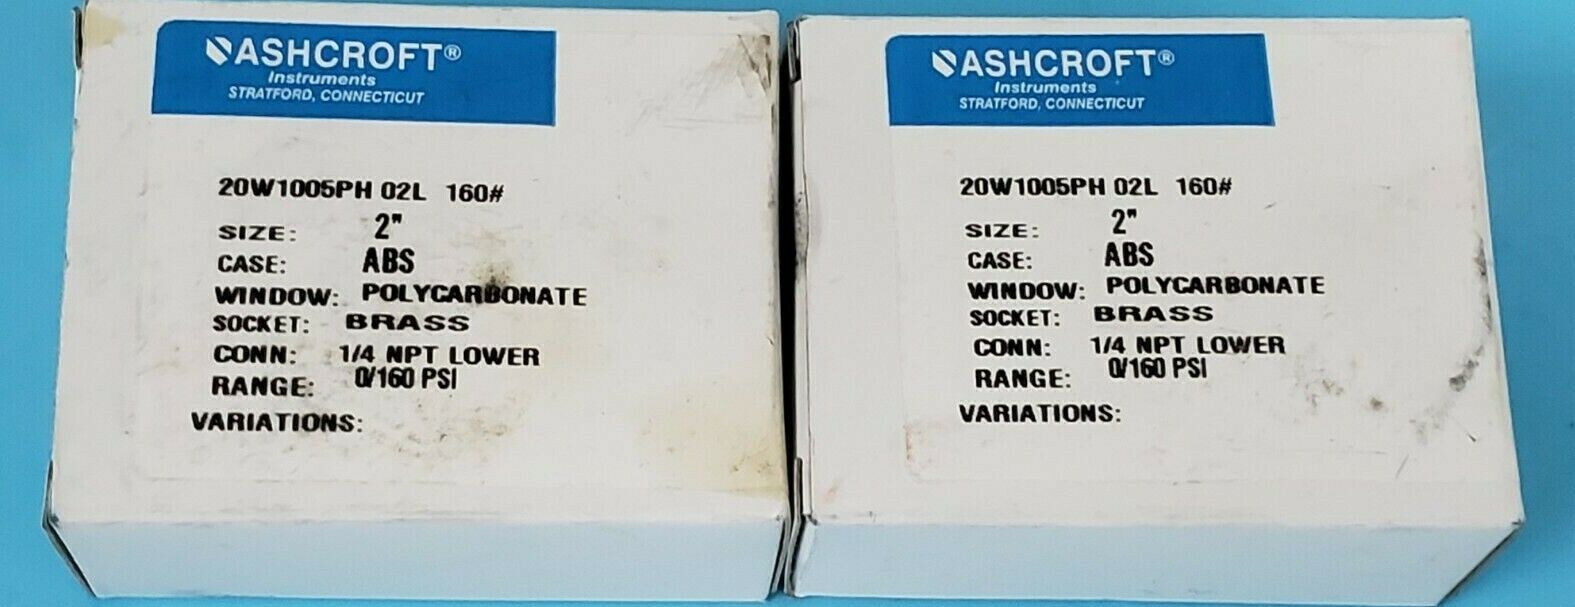 ASHCROFT®
Instruments
STRATFORD, CONNECTICUT
20W1005PH 02L 160#
SIZE: 2"
CASE: ABS
WINDOW: POLYCARBONATE
SOCKET: BRASS
CONN: 1/4 NPT LOWER
RANGE: 0/160 PSI
VARIATIONS:
ASHCROFT®
Instruments
STRATFORD, CONNECTICUT
20W1005PH 02L 160#
SIZE: 2"
CASE: ABS
WINDOW: POLYCARBONATE
SOCKET: BRASS
CONN: 1/4 NPT LOWER
RANGE: 0/160 PSI
VARIATIONS: